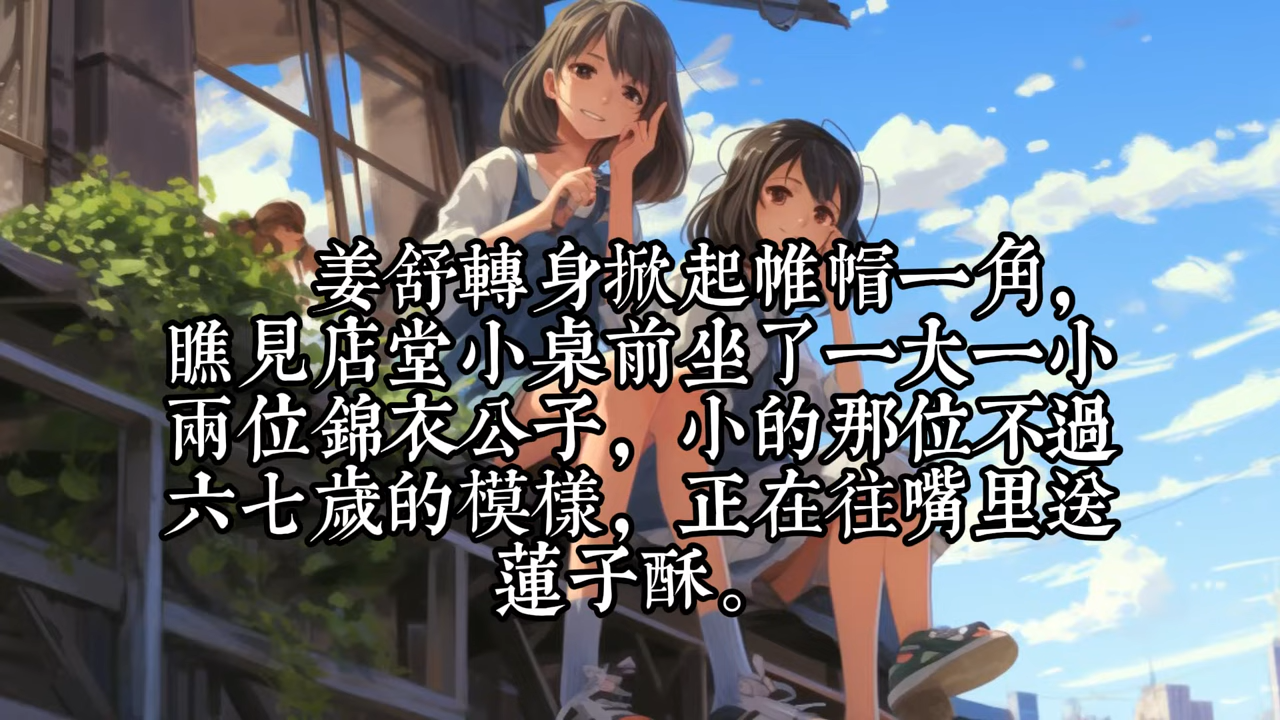 姜舒轉身掀起帷帽一角，
瞧見店堂小桌前坐了一大一小
兩位錦衣公子，小的那位不過
六七歲的模樣，正在往嘴里送
蓮子酥。